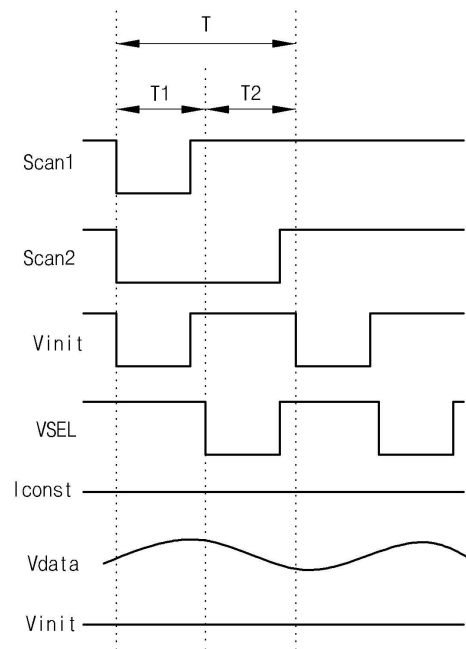 T
T1
T2
Scan1
Scan2
Vinit
VSEL
Iconst
Vdata
Vinit